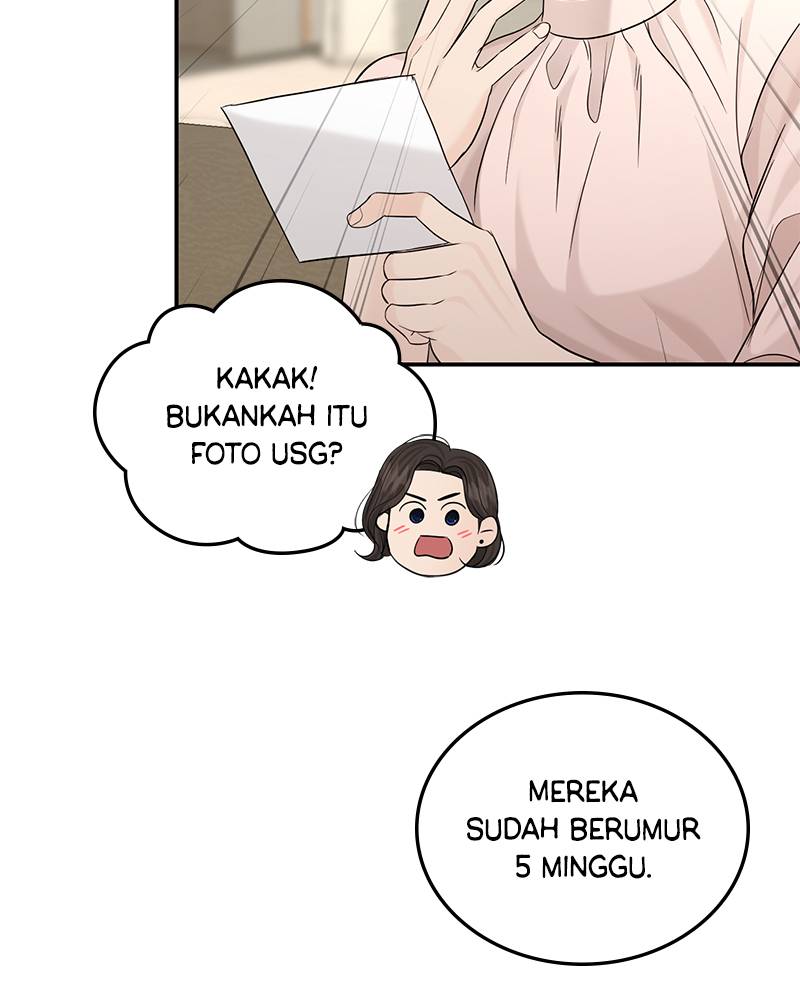 KAKAK!
BUKANKAH ITU
FOTO USG?
MEREKA
SUDAH BERUMUR
5 MINGGU.